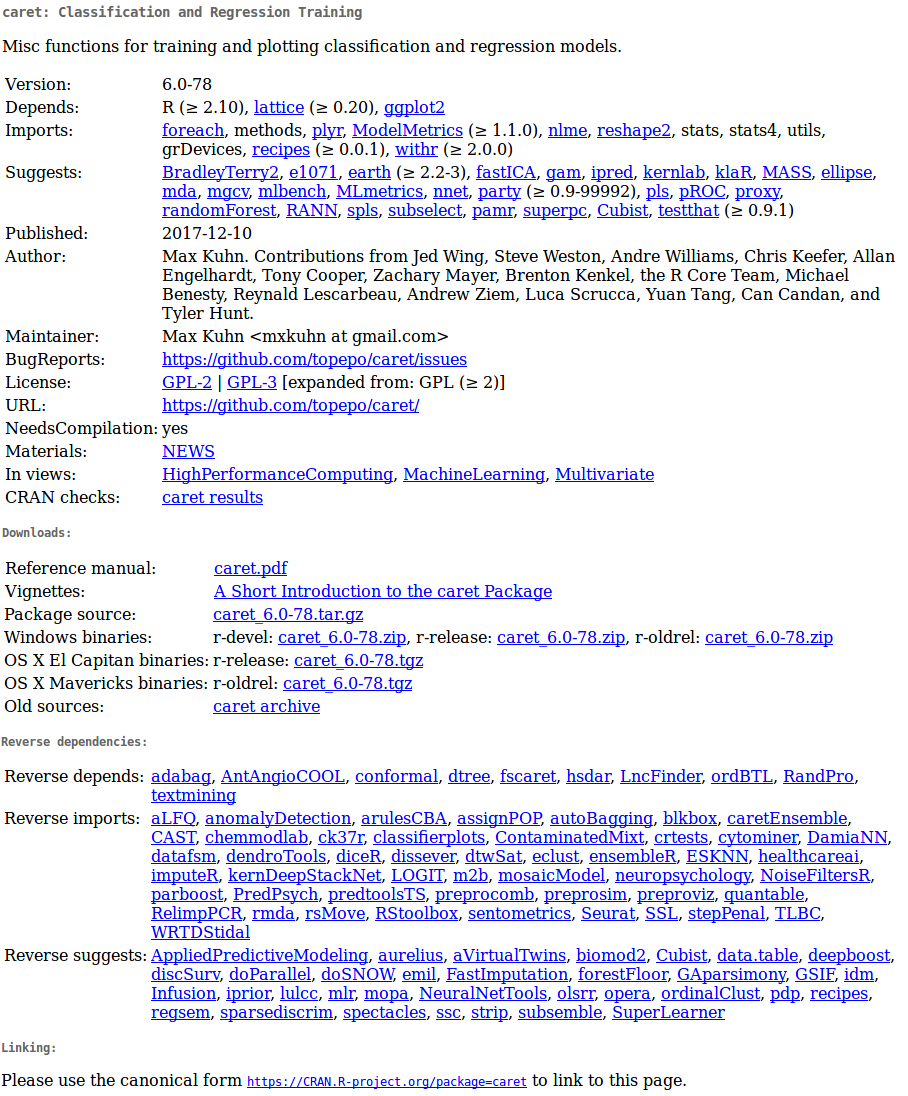 caret: Classification and Regression Training
Misc functions for training and plotting classification and regression models.
Version: 6.0-78
Depends: R (≥ 2.10), lattice (≥ 0.20), ggplot2
Imports: foreach, methods, plyr, ModelMetrics (≥ 1.1.0), nlme, reshape2, stats, stats4, utils,
grDevices, recipes (≥ 0.0.1), withr (≥ 2.0.0)
Suggests: BradleyTerry2, e1071, earth (≥ 2.2-3), fastICA, gam, ipred, kernlab, klaR, MASS, ellipse,
mda, mgcv, mlbench, MLmetrics, nnet, party (≥ 0.9-99992), pls, pROC, proxy,
randomForest, RANN, spls, subselect, pamr, superpc, Cubist, testthat (≥ 0.9.1)
Published: 2017-12-10
Author: Max Kuhn. Contributions from Jed Wing, Steve Weston, Andre Williams, Chris Keefer, Allan
Engelhardt, Tony Cooper, Zachary Mayer, Brenton Kenkel, the R Core Team, Michael
Benesty, Reynald Lescarbeau, Andrew Ziem, Luca Scrucca, Yuan Tang, Can Candan, and
Tyler Hunt.
Maintainer: Max Kuhn <mxkuhn at gmail.com>
BugReports: https://github.com/topepo/caret/issues
License: GPL-2 | GPL-3 [expanded from: GPL (≥ 2)]
URL: https://github.com/topepo/caret/
NeedsCompilation: yes
Materials: NEWS
In views: HighPerformanceComputing, MachineLearning, Multivariate
CRAN checks: caret results
Downloads:
Reference manual: caret.pdf
Vignettes: A Short Introduction to the caret Package
Package source: caret_6.0-78.tar.gz
Windows binaries: r-devel: caret_6.0-78.zip, r-release: caret_6.0-78.zip, r-oldrel: caret_6.0-78.zip
OS X El Capitan binaries: r-release: caret_6.0-78.tgz
OS X Mavericks binaries: r-oldrel: caret_6.0-78.tgz
Old sources: caret archive
Reverse dependencies:
Reverse depends: adabag, AntAngioCOOL, conformal, dtree, fscaret, hsdar, LncFinder, ordBTL, RandPro,
textmining
Reverse imports: aLFQ, anomalyDetection, arulesCBA, assignPOP, autoBagging, blkbox, caretEnsemble,
CAST, chemmodlab, ck37r, classifierplots, ContaminatedMixt, crtests, cytominer, DamiaNN,
datafsm, dendroTools, diceR, dissever, dtwSat, eclust, ensembleR, ESKNN, healthcareai,
imputeR, kernDeepStackNet, LOGIT, m2b, mosaicModel, neuropsychology, NoiseFiltersR,
parboost, PredPsych, predtoolsTS, preprocomb, preprosim, preproviz, quantable,
RelimpPCR, rmda, rsMove, RStoolbox, sentometrics, Seurat, SSL, stepPenal, TLBC,
WRTDStidal
Reverse suggests: AppliedPredictiveModeling, aurelius, aVirtualTwins, biomod2, Cubist, data.table, deepboost,
discSurv, doParallel, doSNOW, emil, FastImputation, forestFloor, GAparsimony, GSIF, idm,
Infusion, iprior, lulcc, mlr, mopa, NeuralNetTools, olsrr, opera, ordinalClust, pdp, recipes,
regsem, sparsediscrim, spectacles, ssc, strip, subsemble, SuperLearner
Linking:
Please use the canonical form https://CRAN.R-project.org/package=caret to link to this page.